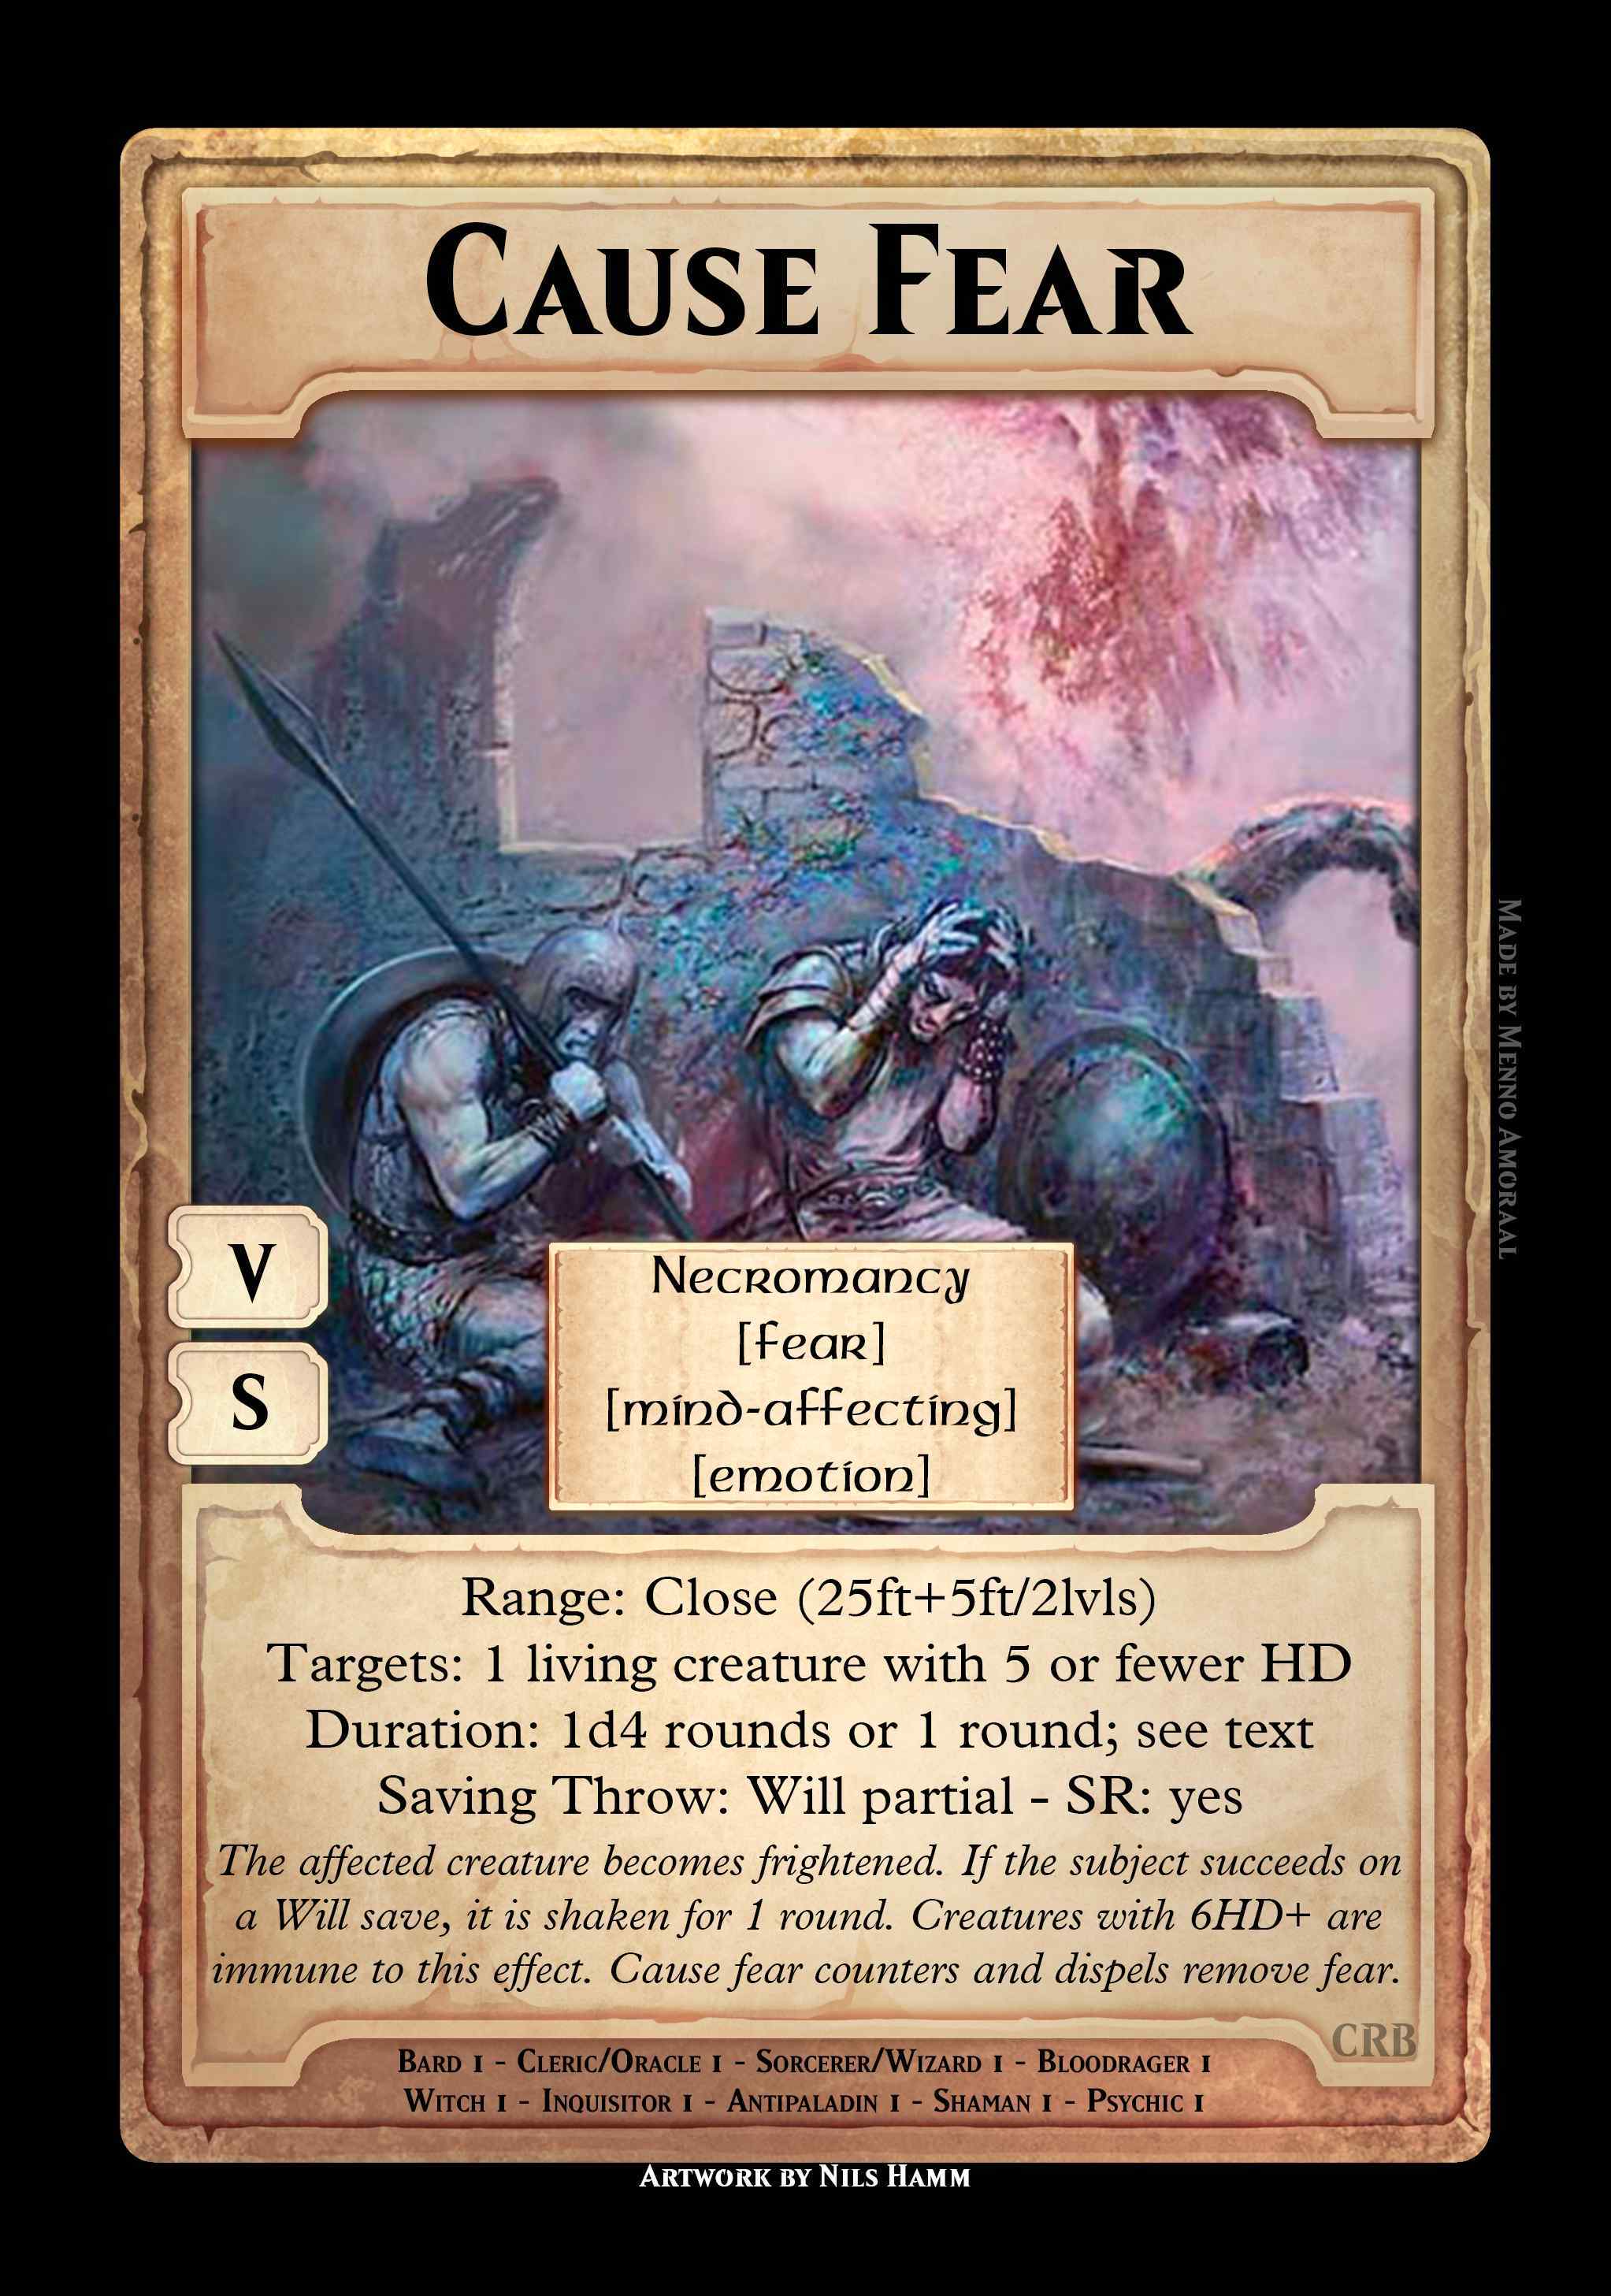 Cause Fear
V
S
Necromancy
[fear]
[mind-affecting]
[emotion]
Range: Close (25ft+5ft/2lvls)
Targets: 1 living creature with 5 or fewer HD
Duration: 1d4 rounds or 1 round; see text
Saving Throw: Will partial - SR: yes
The affected creature becomes frightened. If the subject succeeds on
a Will save, it is shaken for 1 round. Creatures with 6HD+ are
immune to this effect. Cause fear counters and dispels remove fear.
CRB
Bard 1 - Cleric/Oracle 1 - Sorcerer/Wizard 1 - Bloodrager 1
Witch 1 - Inquisitor 1 - Antipaladin 1 - Shaman 1 - Psychic 1
Artwork by Nils Hamm
Made by Menno Amoraal